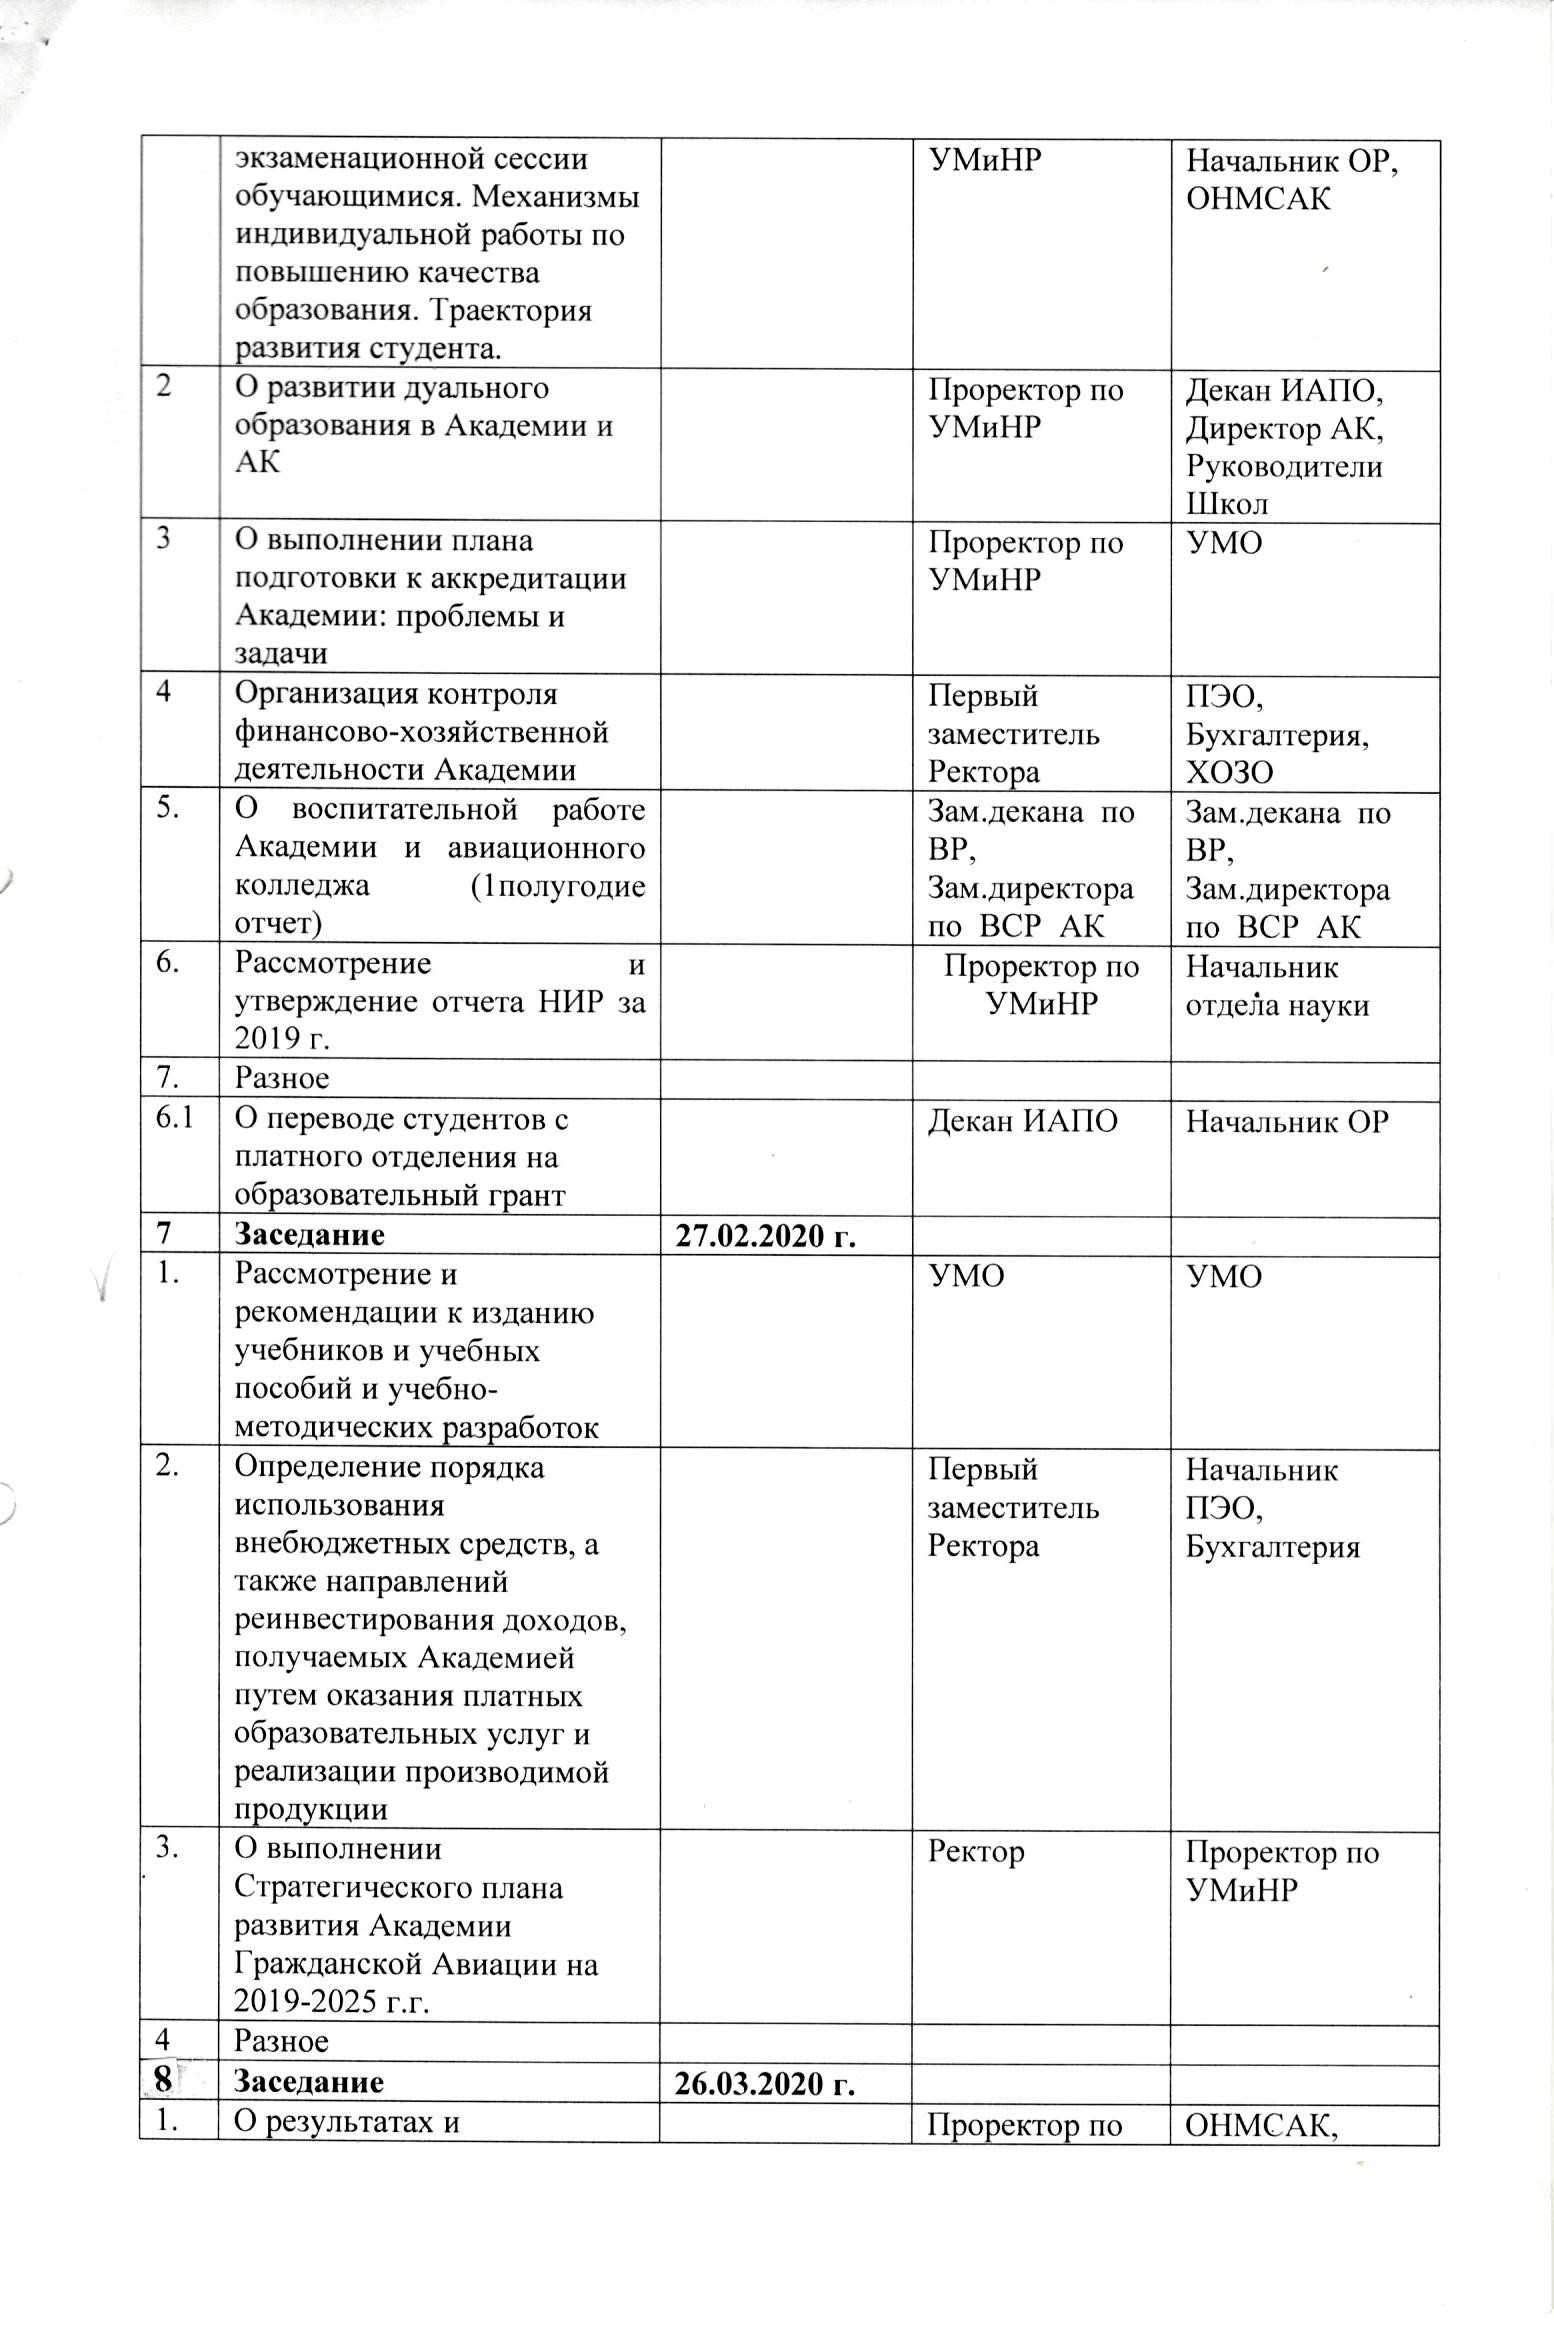 экзаменационной сессии
обучающимися. Механизмы
индивидуальной работы по
повышению качества
образования. Траектория
развития студента.
УМиНР
Начальник ОР,
ОНМСАК
2
О развитии дуального
образования в Академии и
АК
Проректор по
УМиНР
Декан ИАПО,
Директор АК,
Руководители
Школ
3
О выполнении плана
подготовки к аккредитации
Академии: проблемы и
задачи
Проректор по
УМиНР
УМО
4
Организация контроля
финансово-хозяйственной
деятельности Академии
Первый
заместитель
Ректора
ПЭО,
Бухгалтерия,
ХОЗО
5.
О воспитательной работе
Академии и авиационного
колледжа (1полугодие
отчет)
Зам.декана по
ВР,
Зам.директора
по ВСР АК
Зам.декана по
ВР,
Зам.директора
по ВСР АК
6.
Рассмотрение и
утверждение отчета НИР за
2019 г.
Проректор по
УМиНР
Начальник
отдела науки
7.
Разное
6.1
О переводе студентов с
платного отделения на
образовательный грант
Декан ИАПО
Начальник ОР
7
Заседание
27.02.2020 г.
1.
Рассмотрение и
рекомендации к изданию
учебников и учебных
пособий и учебно-
методических разработок
УМО
УМО
2.
Определение порядка
использования
внебюджетных средств, а
также направлений
реинвестирования доходов,
получаемых Академией
путем оказания платных
образовательных услуг и
реализации производимой
продукции
Первый
заместитель
Ректора
Начальник
ПЭО,
Бухгалтерия
3.
О выполнении
Стратегического плана
развития Академии
Гражданской Авиации на
2019-2025 г.г.
Ректор
Проректор по
УМиНР
4
Разное
8
Заседание
26.03.2020 г.
1.
О результатах и
Проректор по
ОНМСАК,